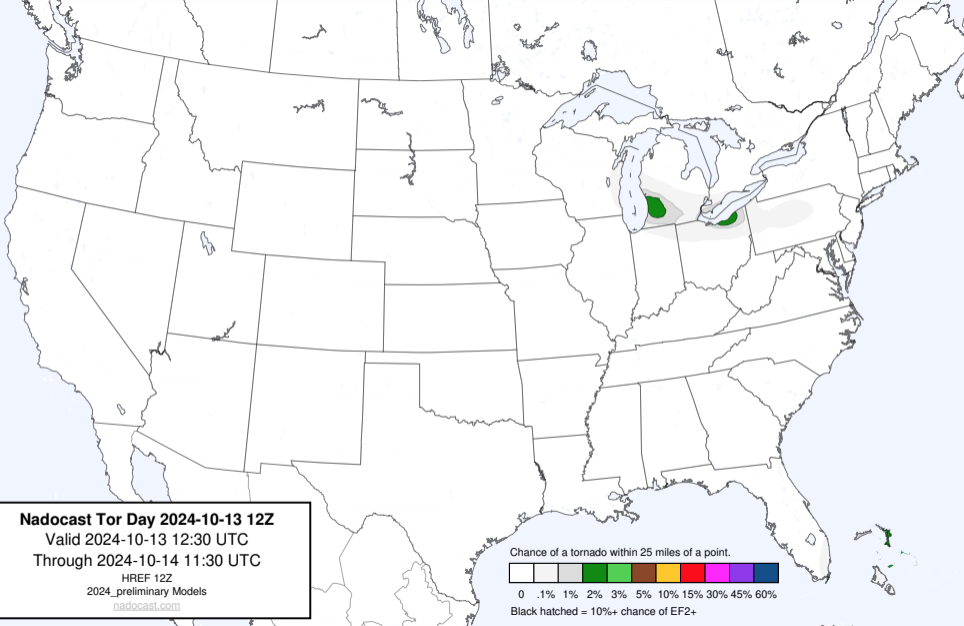 Nadocast Tor Day 2024-10-13 12Z
Valid 2024-10-13 12:30 UTC
Through 2024-10-14 11:30 UTC
HREF 12Z
2024_preliminary Models
nadocast.com
Chance of a tornado within 25 miles of a point.
0 .1% 1% 2% 3% 5% 10% 15% 30% 45% 60%
Black hatched = 10%+ chance of EF2+